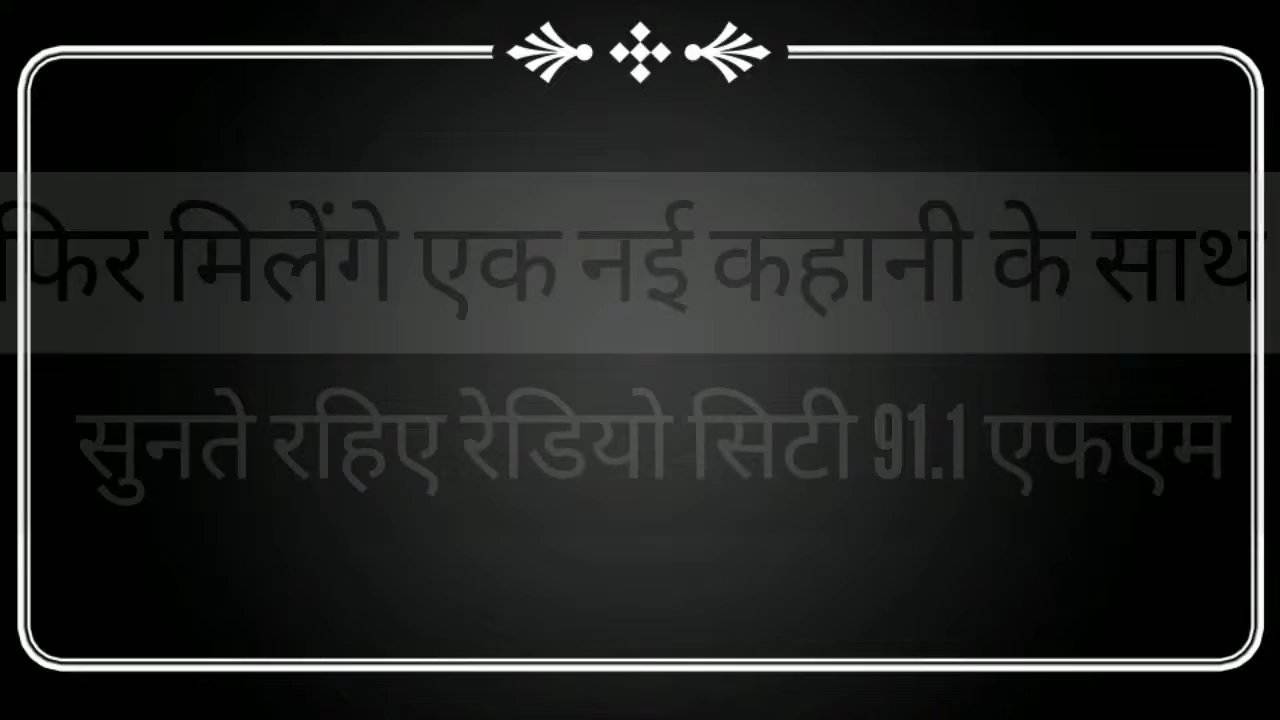 फिर मिलेंगे एक नई कहानी के साथ
सुनते रहिए रेडियो सिटी 91.1 एफएम